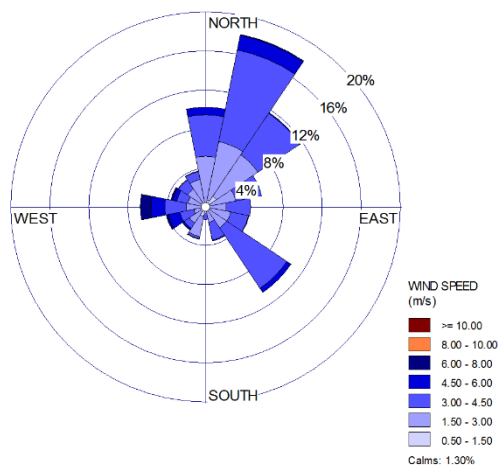 NORTH
20%
16%
12%
8%
4%
WEST
EAST
SOUTH
WIND SPEED
(m/s)
>= 10.00
8.00 - 10.00
6.00 - 8.00
4.50 - 6.00
3.00 - 4.50
1.50 - 3.00
0.50 - 1.50
Calms: 1.30%